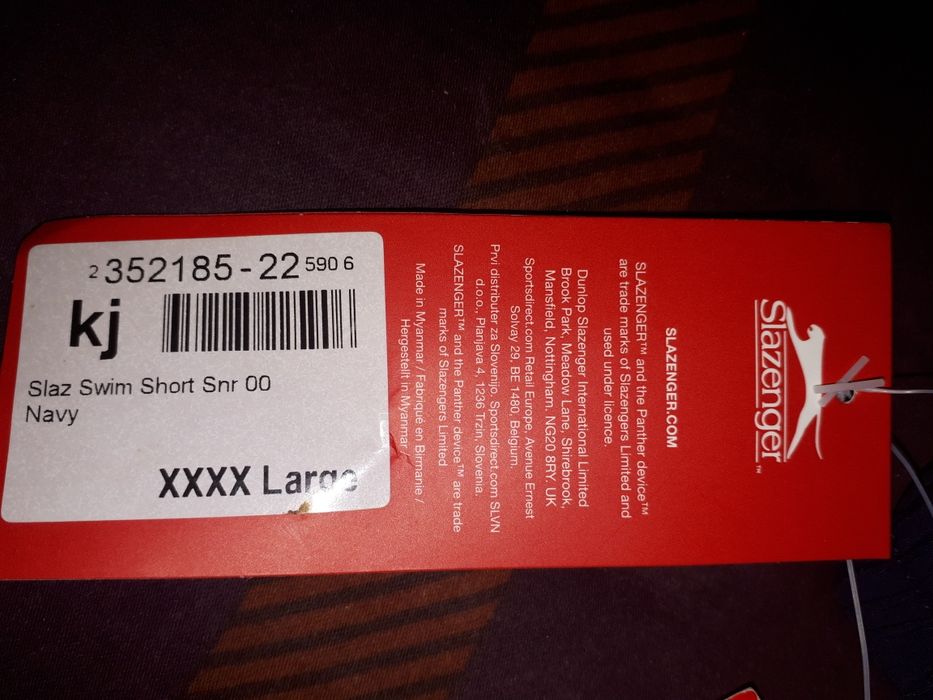 2 352185-22 590 6
kj
Slaz Swim Short Snr 00
Navy
XXXX Large
Slazenger™
SLAZENGER.COM
SLAZENGER™ and the Panther device™
are trade marks of Slazengers Limited and
used under licence.
Dunlop Slazenger International Limited
Brook Park, Meadow Lane, Shirebrook,
Mansfield, Nottingham. NG20 8RY. UK
Sportsdirect.com Retail Europe, Avenue Ernest
Solvay 29, BE 1480, Belgium.
Prvi distributer za Slovenijo. Sportsdirect.com SLVN
d.o.o., Planjava 4, 1236 Trzin, Slovenia.
SLAZENGER™ and the Panther device™ are trade
marks of Slazengers Limited
Made in Myanmar / Fabriqué en Birmanie /
Hergestellt in Myanmar